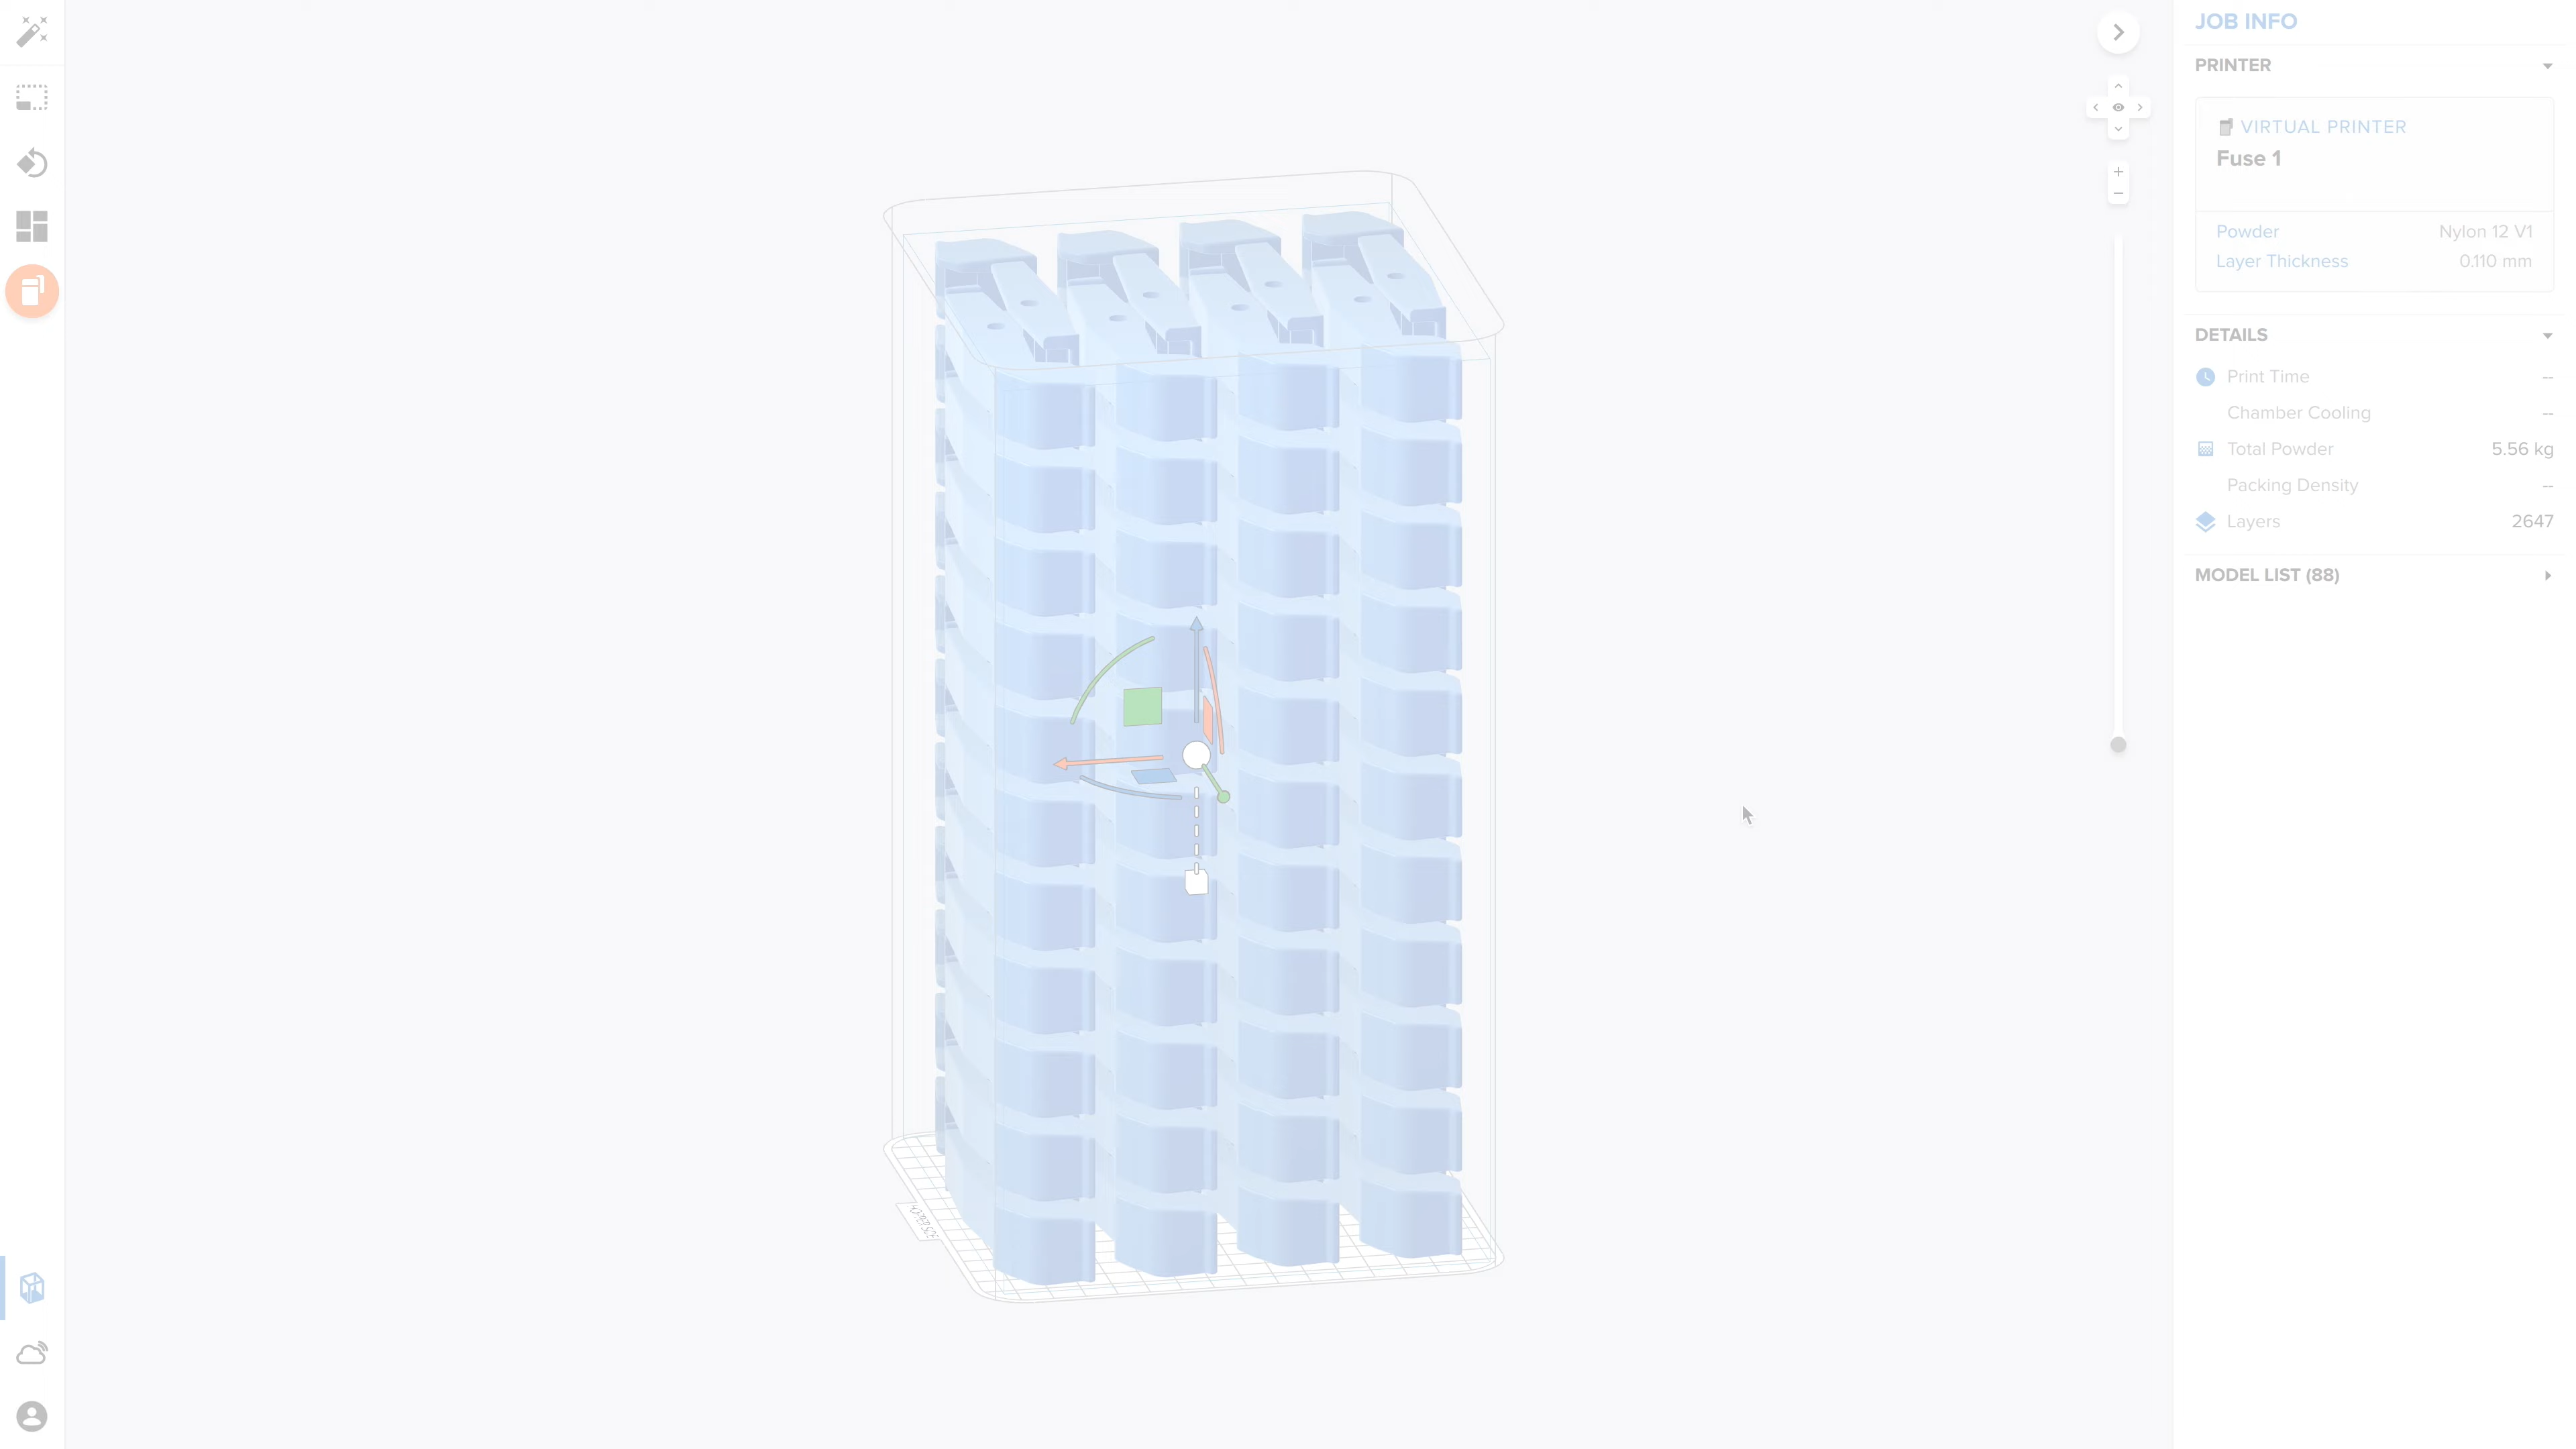 JOB INFO
PRINTER
VIRTUAL PRINTER
Fuse 1
Powder Nylon 12 V1
Layer Thickness 0.110 mm
DETAILS
Print Time --
Chamber Cooling --
Total Powder 5.56 kg
Packing Density --
Layers 2647
MODEL LIST (88)